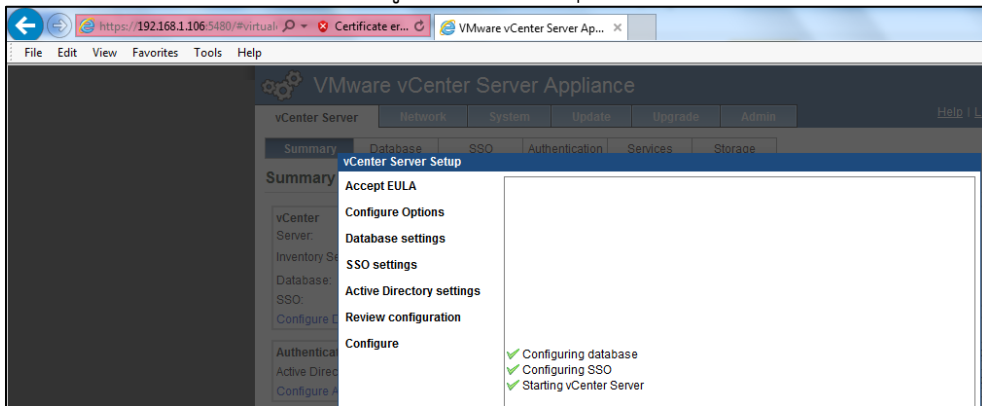 https://192.168.1.106:5480/#virtual
Certificate er...
VMware vCenter Server Ap...
File Edit View Favorites Tools Help
VMware vCenter Server Appliance
vCenter Server Network System Update Upgrade Admin
Help | L
Summary Database SSO Authentication Services Storage
vCenter Server Setup
Summary
Accept EULA
Configure Options
Database settings
SSO settings
Active Directory settings
Review configuration
Configure
vCenter
Server:
Inventory Se
Database:
SSO:
Configure D
Authenticat
Active Direc
Configure A
Configuring database
Configuring SSO
Starting vCenter Server